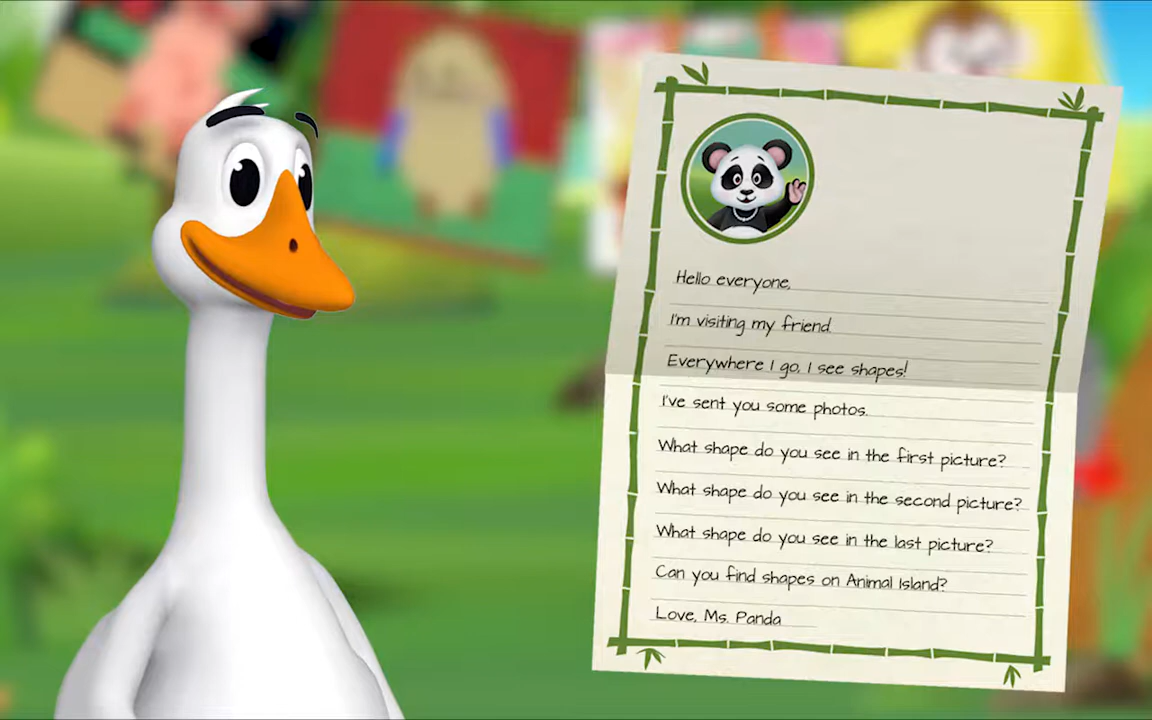 Hello everyone,
I'm visiting my friend.
Everywhere I go, I see shapes!
I've sent you some photos.
What shape do you see in the first picture?
What shape do you see in the second picture?
What shape do you see in the last picture?
Can you find shapes on Animal Island?
Love, Ms. Panda